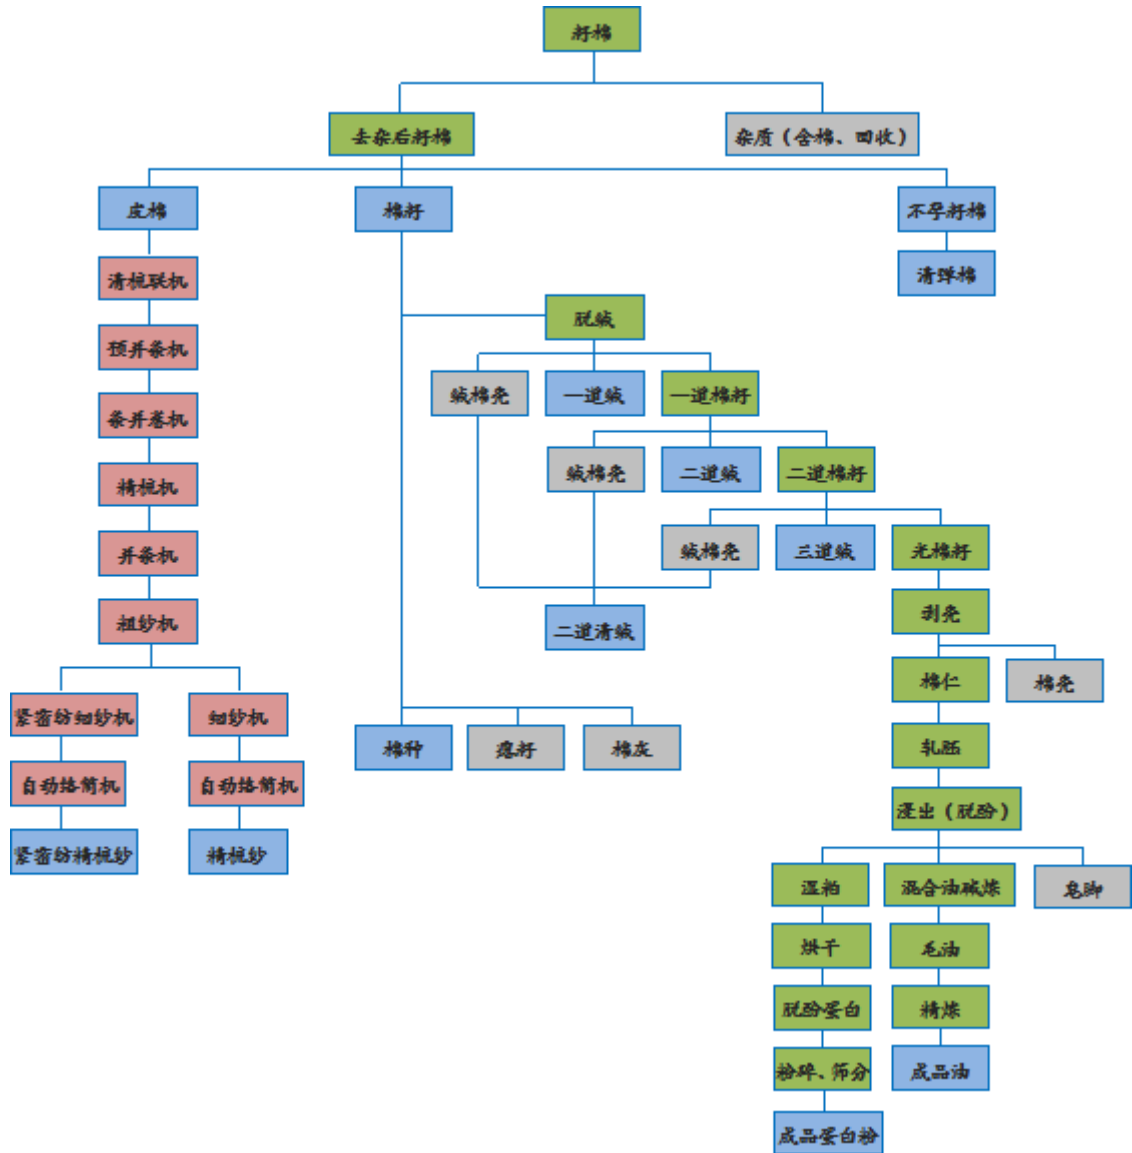 籽棉
去杂后籽棉
杂质（含棉、回收）
皮棉
棉籽
不孕籽棉
清梳联机
清弹棉
脱绒
预并条机
绒棉壳
一道绒
一道棉籽
条并卷机
绒棉壳
二道绒
二道棉籽
精梳机
绒棉壳
三道绒
光棉籽
并条机
剥壳
粗纱机
二道清绒
棉仁
棉壳
紧密纺细纱机
细纱机
棉种
瘪籽
棉灰
轧胚
自动络筒机
自动络筒机
浸出（脱酚）
紧密纺精梳纱
精梳纱
湿粕
混合油碱炼
皂脚
烘干
毛油
脱酚蛋白
精炼
粉碎、筛分
成品油
成品蛋白粉